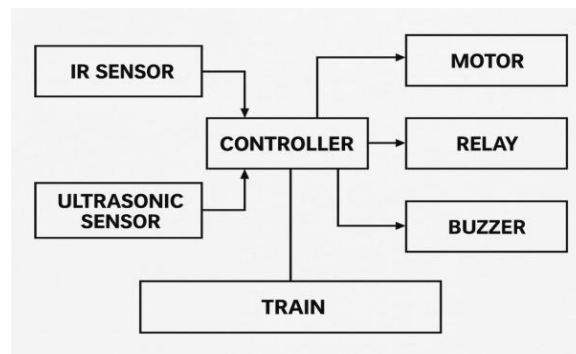 IR SENSOR
MOTOR
CONTROLLER
RELAY
ULTRASONIC
SENSOR
BUZZER
TRAIN